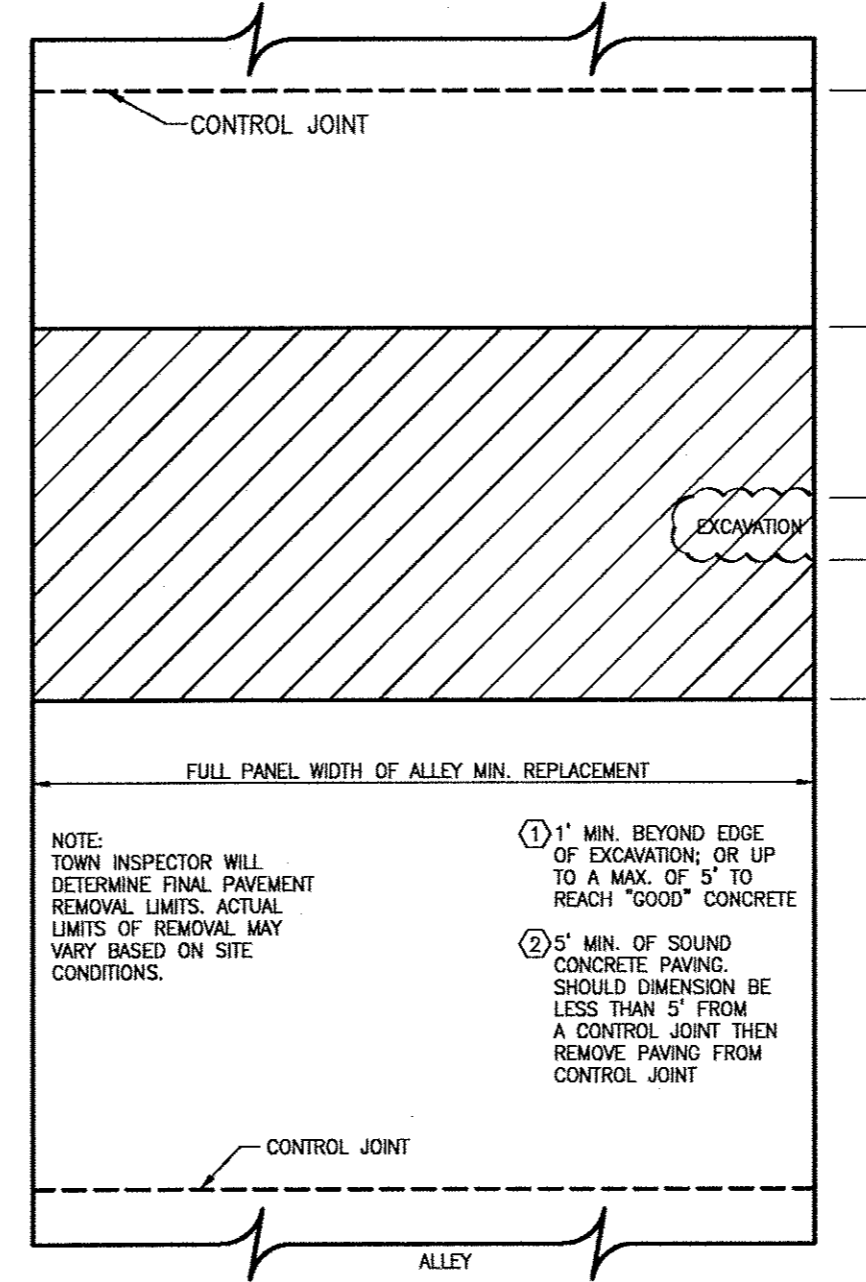 CONTROL JOINT
EXCAVATION
FULL PANEL WIDTH OF ALLEY MIN. REPLACEMENT
NOTE:
TOWN INSPECTOR WILL
DETERMINE FINAL PAVEMENT
REMOVAL LIMITS. ACTUAL
LIMITS OF REMOVAL MAY
VARY BASED ON SITE
CONDITIONS.
1 1' MIN. BEYOND EDGE
OF EXCAVATION; OR UP
TO A MAX. OF 5' TO
REACH "GOOD" CONCRETE
2 5' MIN. OF SOUND
CONCRETE PAVING.
SHOULD DIMENSION BE
LESS THAN 5' FROM
A CONTROL JOINT THEN
REMOVE PAVING FROM
CONTROL JOINT
CONTROL JOINT
ALLEY